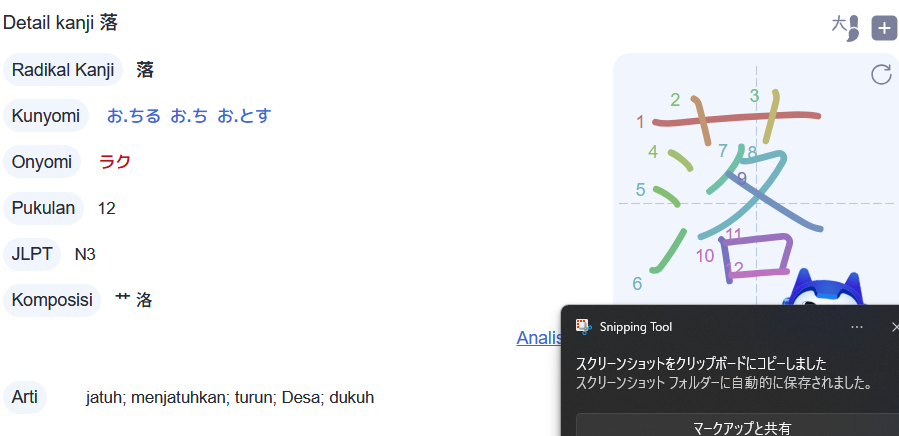 Detail kanji 落
大
Radikal Kanji 落
Kunyomi お.ちる お.ち お.とす
Onyomi ラク
Pukulan 12
JLPT N3
Komposisi 艹 洛
1 2 3 4 5 6 7 8 9 10 11 12
落
Analis
Arti jatuh; menjatuhkan; turun; Desa; dukuh
Snipping Tool
スクリーンショットをクリップボードにコピーしました
スクリーンショット フォルダーに自動的に保存されました。
マークアップと共有